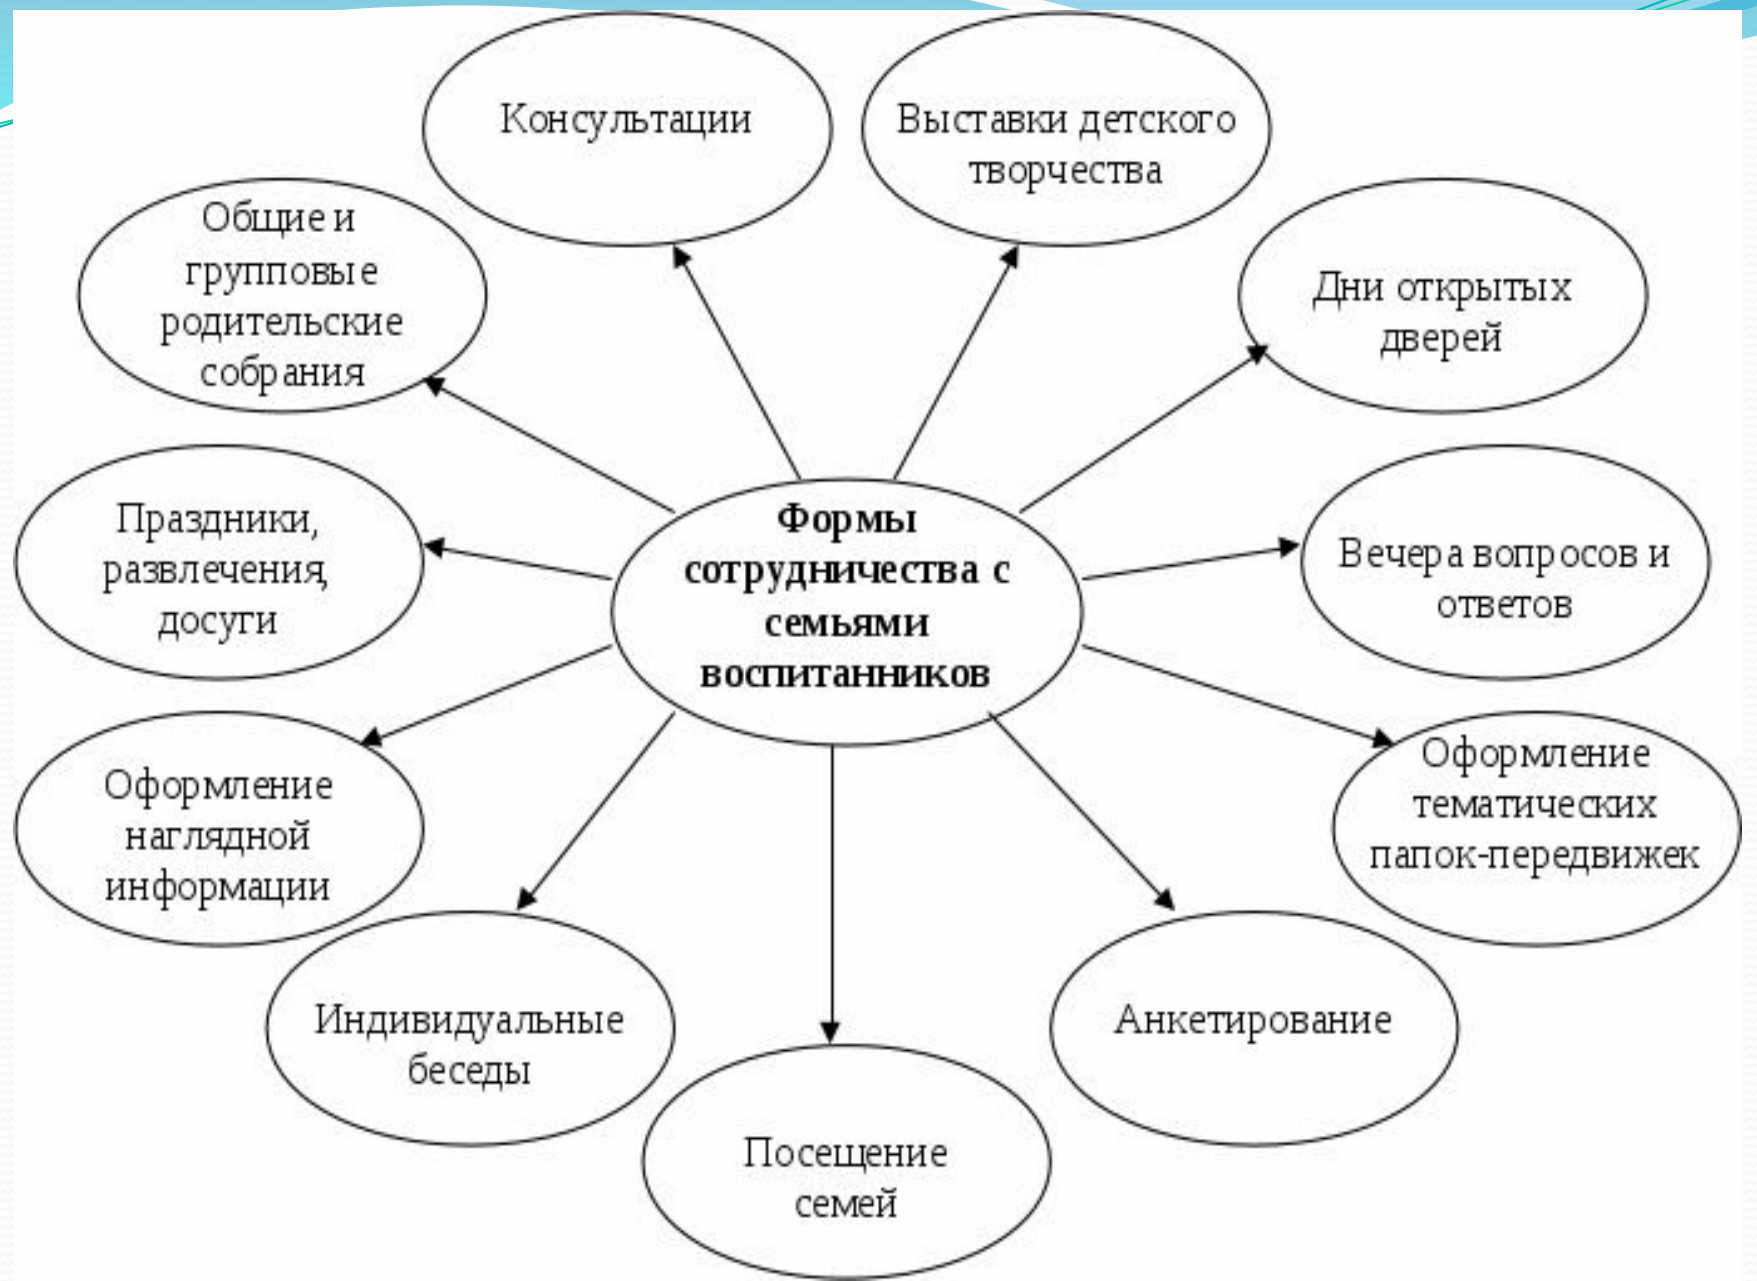 Консультации
Выставки детского
творчества
Общие и
групповые
родительские
собрания
Дни открытых
дверей
Праздники,
развлечения,
досуги
Формы
сотрудничества с
семьями
воспитанников
Вечера вопросов и
ответов
Оформление
наглядной
информации
Оформление
тематических
папок-передвижек
Индивидуальные
беседы
Анкетирование
Посещение
семей